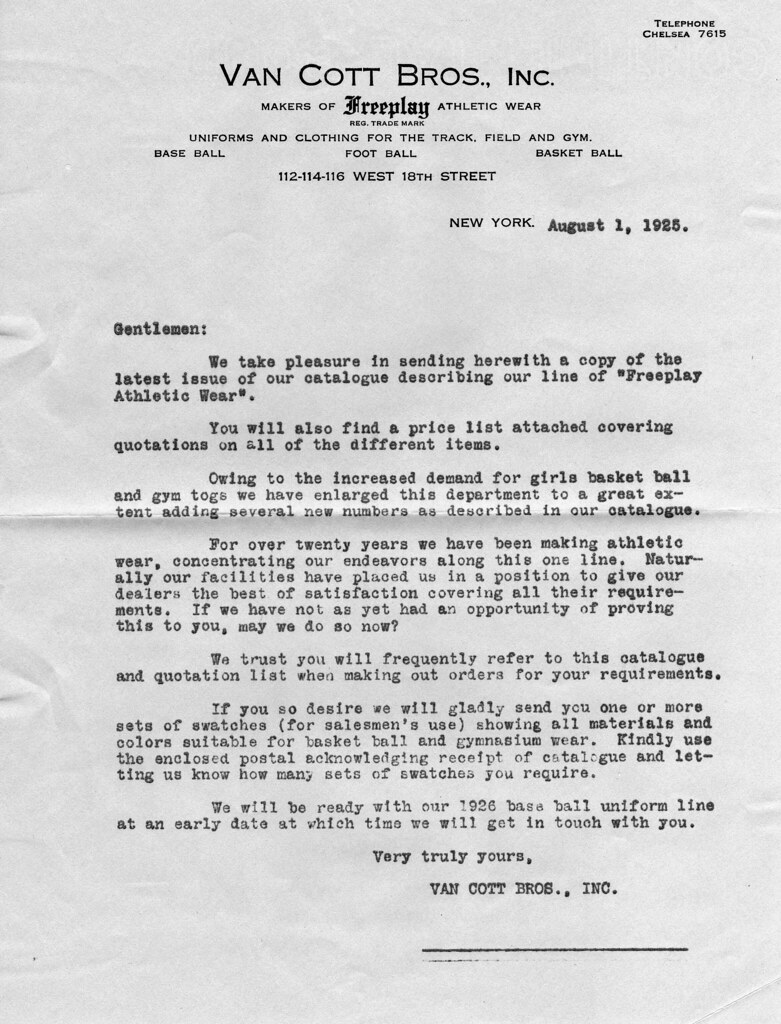 TELEPHONE
CHELSEA 7615
VAN COTT BROS., INC.
MAKERS OF Freeplay ATHLETIC WEAR
REG. TRADE MARK
UNIFORMS AND CLOTHING FOR THE TRACK, FIELD AND GYM.
BASE BALL FOOT BALL BASKET BALL
112-114-116 WEST 18TH STREET
NEW YORK. August 1, 1925.
Gentlemen:
We take pleasure in sending herewith a copy of the
latest issue of our catalogue describing our line of "Freeplay
Athletic Wear".
You will also find a price list attached covering
quotations on all of the different items.
Owing to the increased demand for girls basket ball
and gym togs we have enlarged this department to a great ex-
tent adding several new numbers as described in our catalogue.
For over twenty years we have been making athletic
wear, concentrating our endeavors along this one line. Natur-
ally our facilities have placed us in a position to give our
dealers the best of satisfaction covering all their require-
ments. If we have not as yet had an opportunity of proving
this to you, may we do so now?
We trust you will frequently refer to this catalogue
and quotation list when making out orders for your requirements.
If you so desire we will gladly send you one or more
sets of swatches (for salesmen's use) showing all materials and
colors suitable for basket ball and gymnasium wear. Kindly use
the enclosed postal acknowledging receipt of catalogue and let-
ting us know how many sets of swatches you require.
We will be ready with our 1926 base ball uniform line
at an early date at which time we will get in touch with you.
Very truly yours,
VAN COTT BROS., INC.